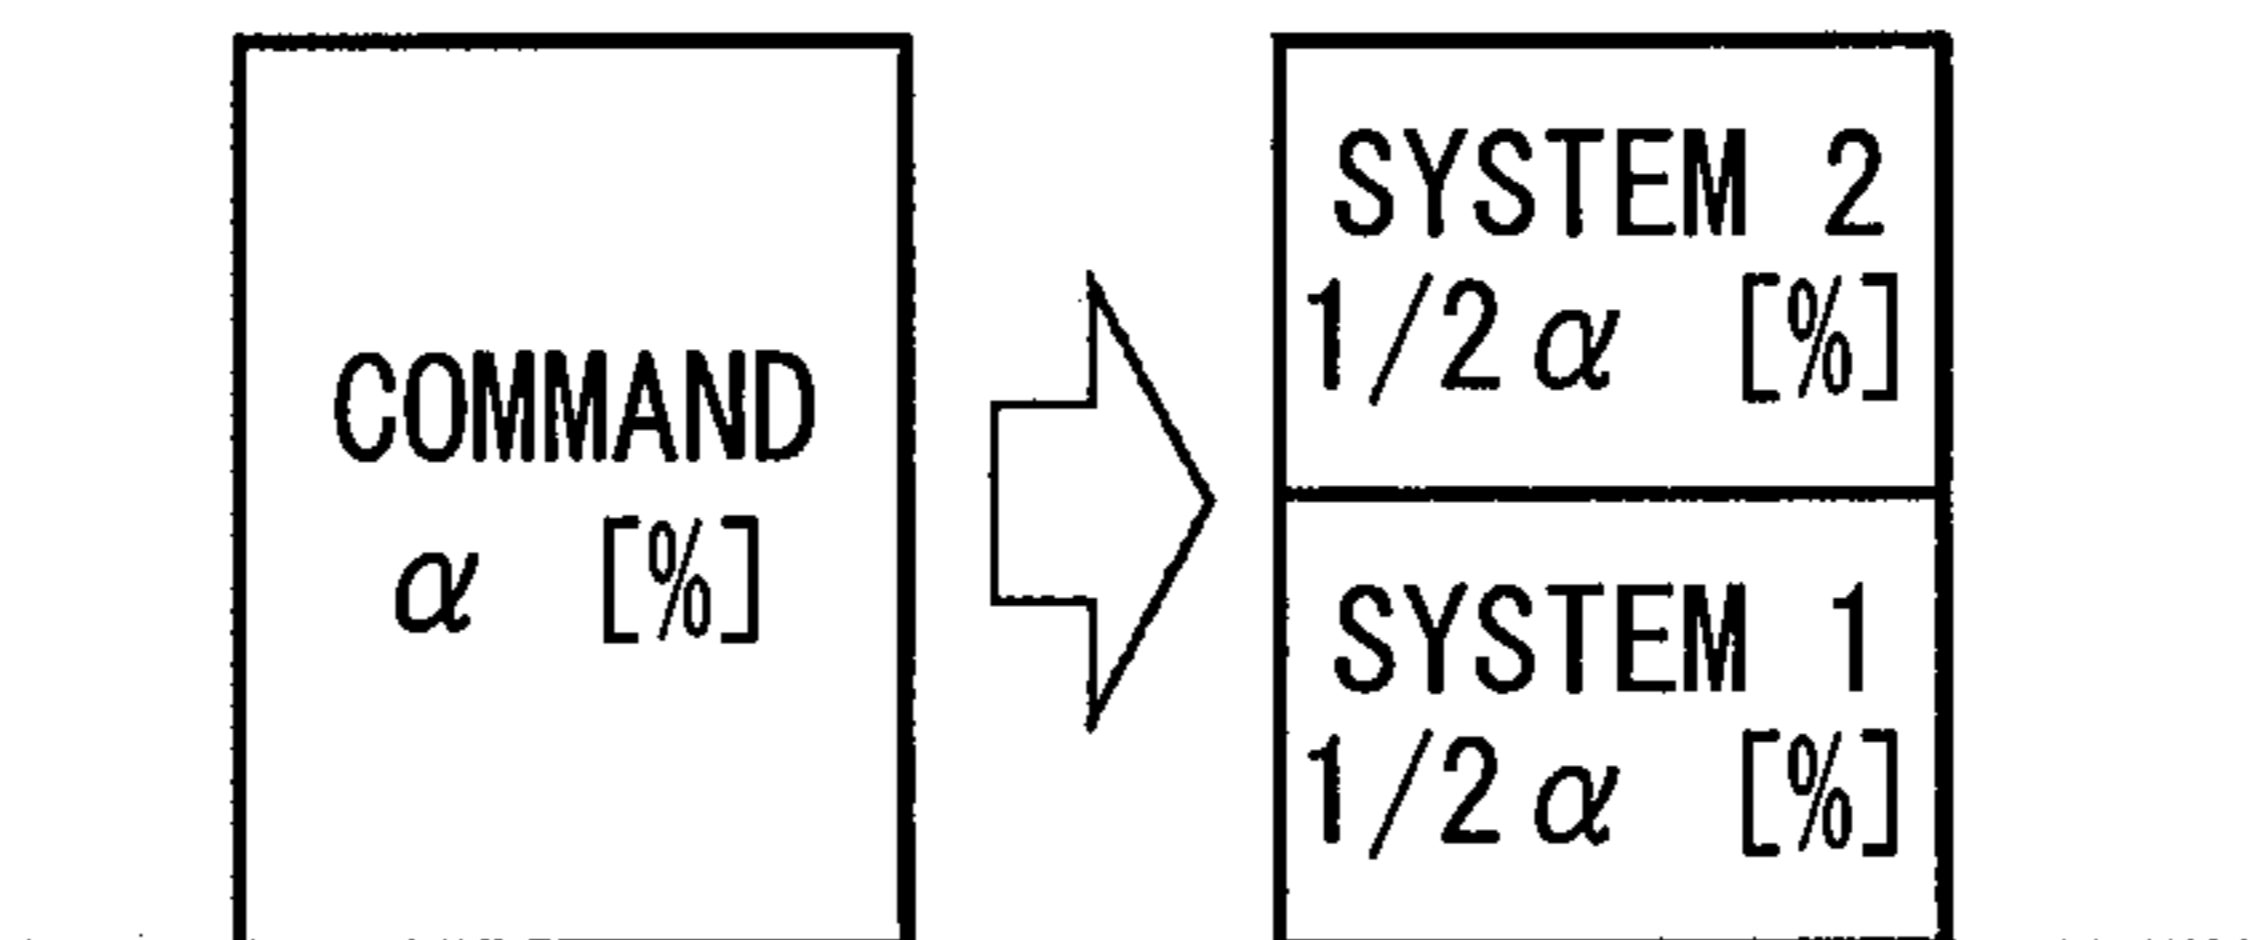 COMMAND
α [%]
SYSTEM 2
1/2α [%]
SYSTEM 1
1/2α [%]